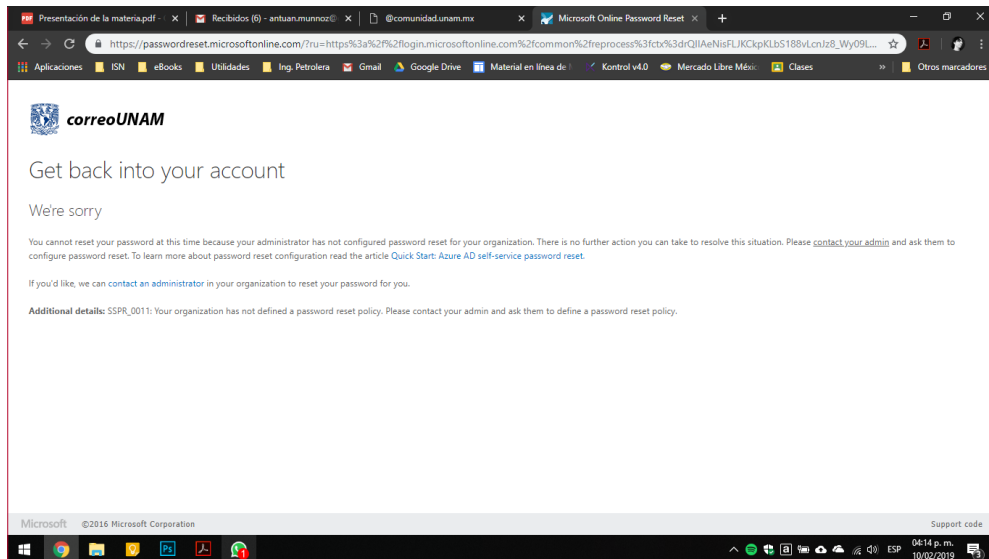 Presentación de la materia.pdf -
Recibidos (6) - antuan.munnoz@
@comunidad.unam.mx
Microsoft Online Password Reset
https://passwordreset.microsoftonline.com/?ru=https%3a%2f%2flogin.microsoftonline.com%2fcommon%2freprocess%3fctx%3drQIIAeNisFLJKCkpKLbS188vLcnJz8_Wy09L...
Aplicaciones ISN eBooks Utilidades Ing. Petrolera Gmail Google Drive Material en línea de Kontrol v4.0 Mercado Libre Méxic Clases » Otros marcadores
correoUNAM
Get back into your account
We're sorry
You cannot reset your password at this time because your administrator has not configured password reset for your organization. There is no further action you can take to resolve this situation. Please contact your admin and ask them to
configure password reset. To learn more about password reset configuration read the article Quick Start: Azure AD self-service password reset.
If you'd like, we can contact an administrator in your organization to reset your password for you.
Additional details: SSPR_0011: Your organization has not defined a password reset policy. Please contact your admin and ask them to define a password reset policy.
Microsoft ©2016 Microsoft Corporation Support code
Ps
ESP
04:14 p. m.
10/02/2019
3